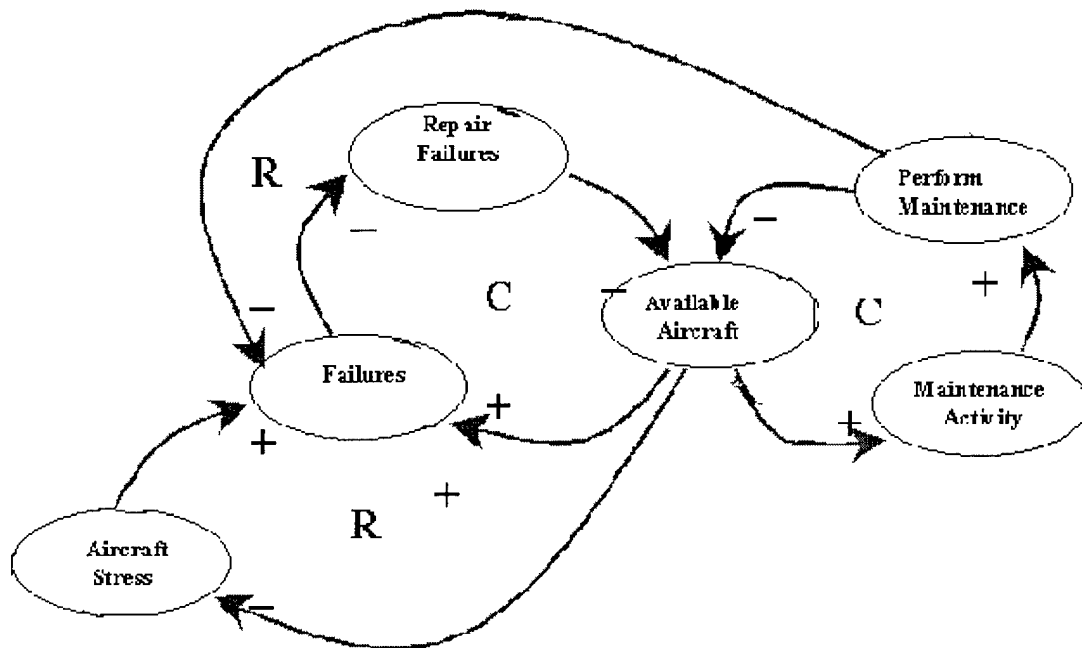 Repair
Failures
R
Perform
Maintenance
−
−
+
C
−
Available
Aircraft
C
−
Failures
Maintenance
Activity
+
+
+
+
R
Aircraft
Stress
−